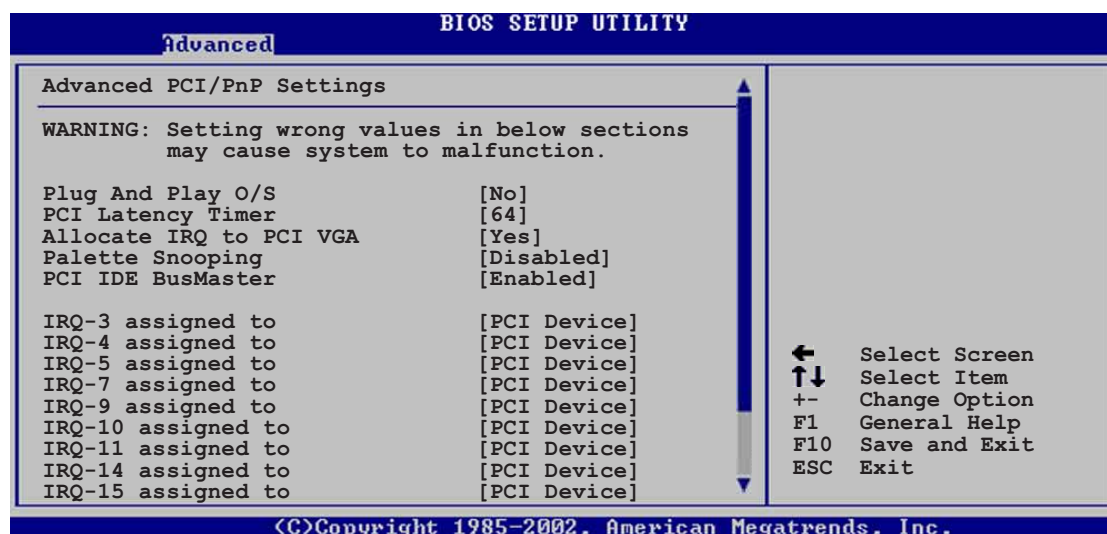 BIOS SETUP UTILITY
Advanced
Advanced PCI/PnP Settings
WARNING: Setting wrong values in below sections
may cause system to malfunction.
Plug And Play O/S [No]
PCI Latency Timer [64]
Allocate IRQ to PCI VGA [Yes]
Palette Snooping [Disabled]
PCI IDE BusMaster [Enabled]
IRQ-3 assigned to [PCI Device]
IRQ-4 assigned to [PCI Device]
IRQ-5 assigned to [PCI Device]
IRQ-7 assigned to [PCI Device]
IRQ-9 assigned to [PCI Device]
IRQ-10 assigned to [PCI Device]
IRQ-11 assigned to [PCI Device]
IRQ-14 assigned to [PCI Device]
IRQ-15 assigned to [PCI Device]
← Select Screen
↑↓ Select Item
+- Change Option
F1 General Help
F10 Save and Exit
ESC Exit
(C)Copyright 1985-2002, American Megatrends, Inc.